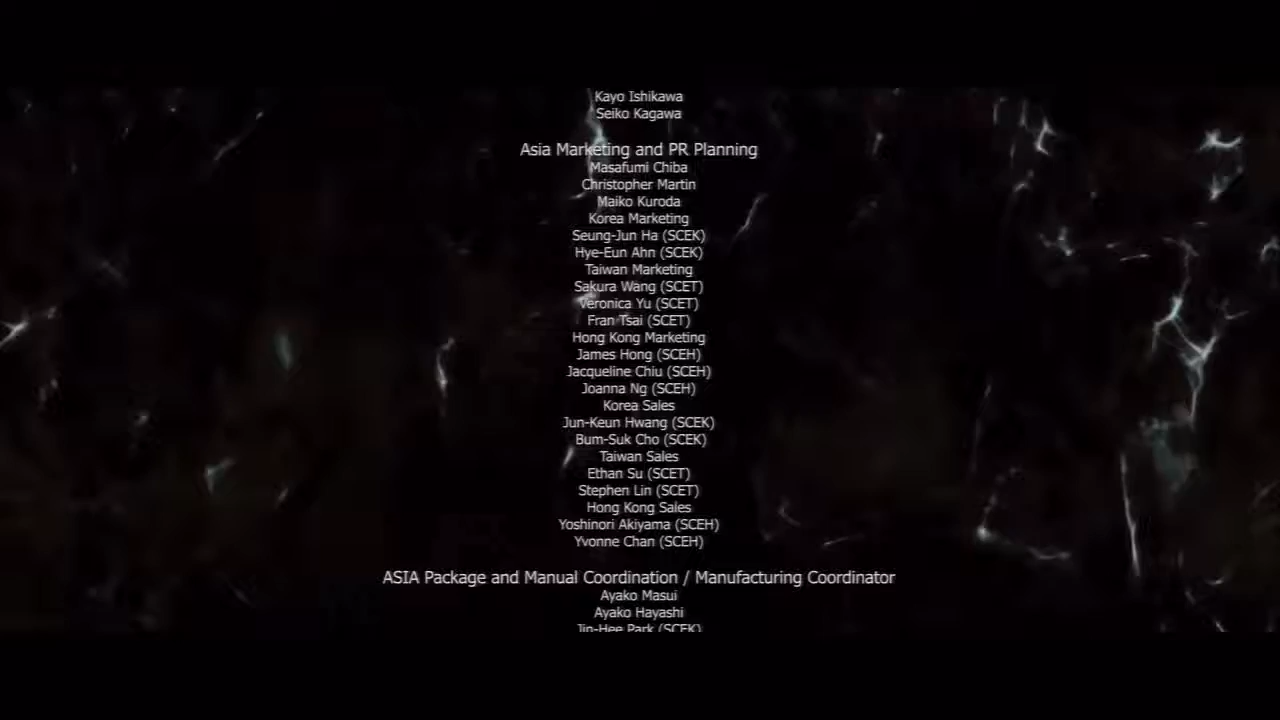 Kayo Ishikawa
Seiko Kagawa
Asia Marketing and PR Planning
Masafumi Chiba
Christopher Martin
Maiko Kuroda
Korea Marketing
Seung-Jun Ha (SCEK)
Hye-Eun Ahn (SCEK)
Taiwan Marketing
Sakura Wang (SCET)
Veronica Yu (SCET)
Fran Tsai (SCET)
Hong Kong Marketing
James Hong (SCEH)
Jacqueline Chiu (SCEH)
Joanna Ng (SCEH)
Korea Sales
Jun-Keun Hwang (SCEK)
Bum-Suk Cho (SCEK)
Taiwan Sales
Ethan Su (SCET)
Stephen Lin (SCET)
Hong Kong Sales
Yoshinori Akiyama (SCEH)
Yvonne Chan (SCEH)
ASIA Package and Manual Coordination / Manufacturing Coordinator
Ayako Masui
Ayako Hayashi
Jin-Hee Park (SCEK)